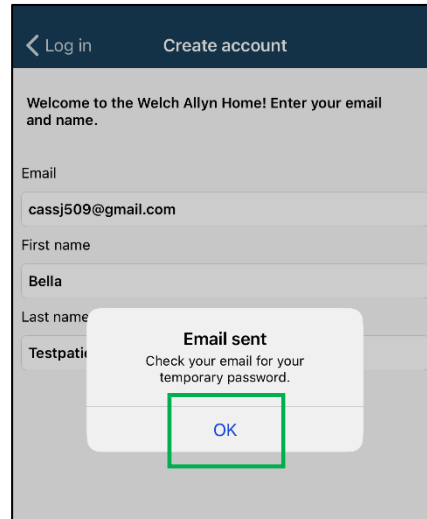 Log in Create account
Welcome to the Welch Allyn Home! Enter your email
and name.
Email
cassj509@gmail.com
First name
Bella
Last name
Testpatie
Email sent
Check your email for your
temporary password.
OK